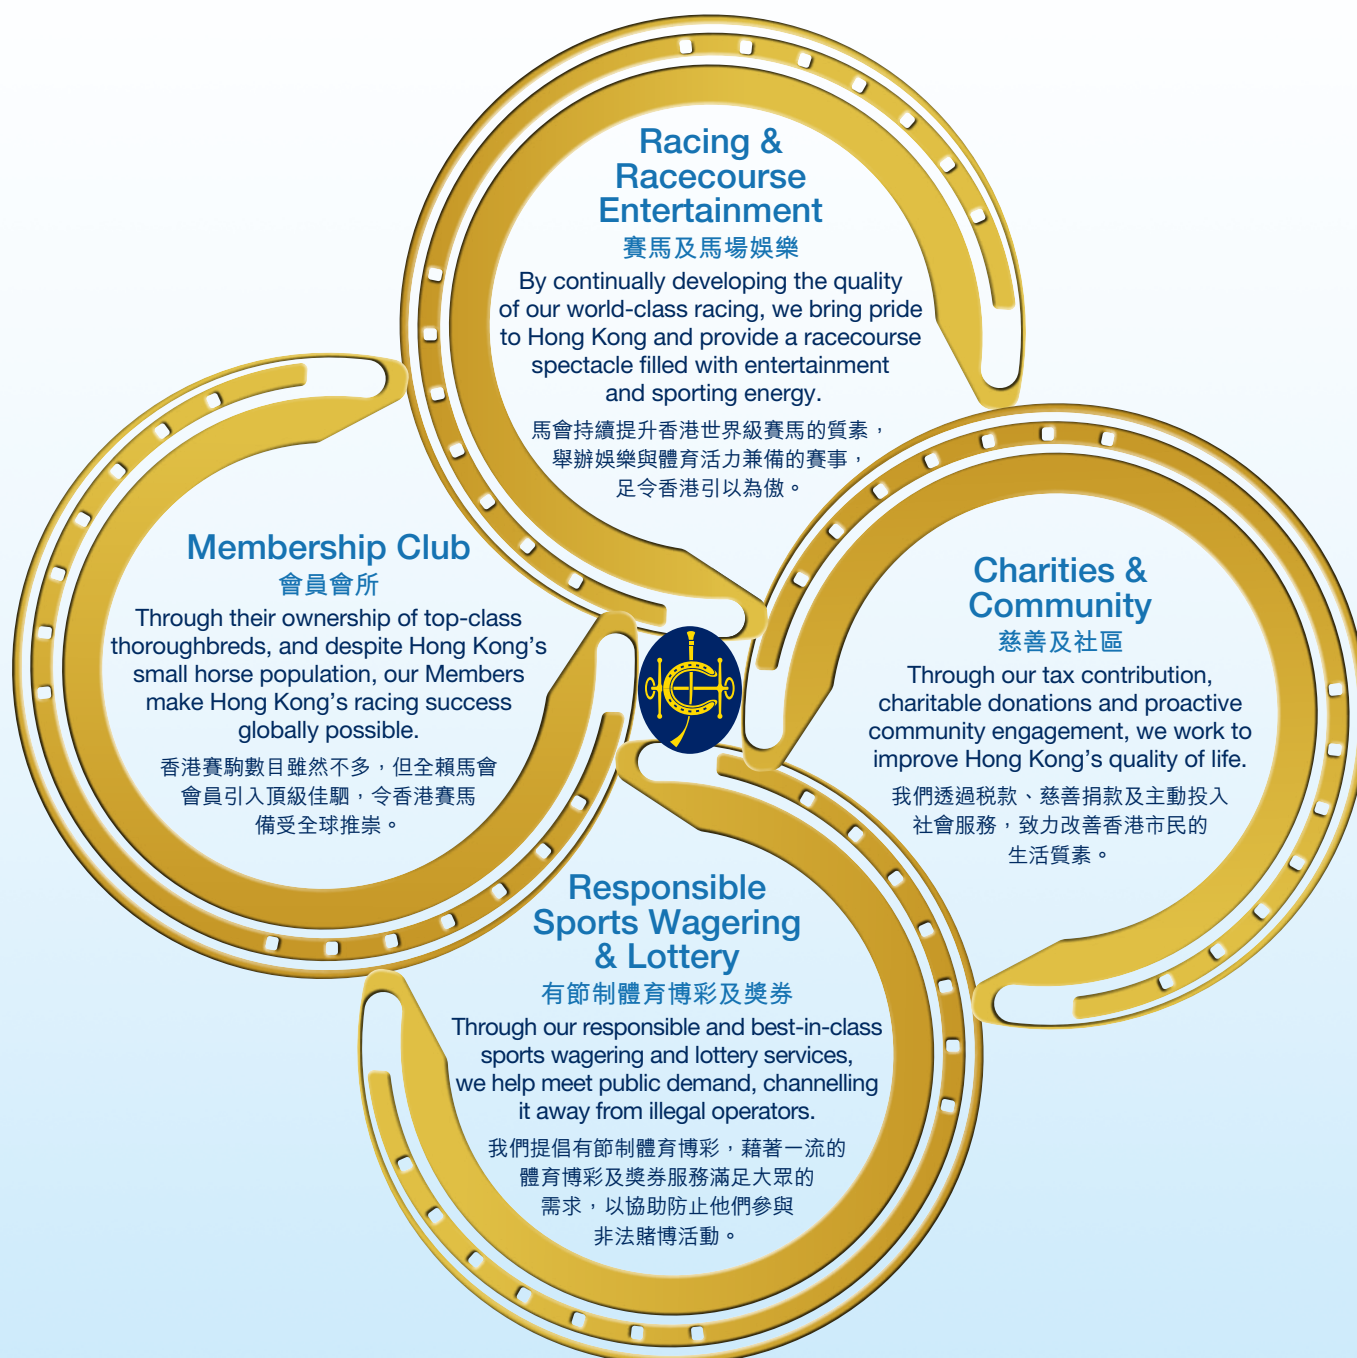 Racing &
Racecourse
Entertainment
賽馬及馬場娛樂
By continually developing the quality
of our world-class racing, we bring pride
to Hong Kong and provide a racecourse
spectacle filled with entertainment
and sporting energy.
馬會持續提升香港世界級賽馬的質素，
舉辦娛樂與體育活力兼備的賽事，
足令香港引以為傲。
Membership Club
會員會所
Through their ownership of top-class
thoroughbreds, and despite Hong Kong’s
small horse population, our Members
make Hong Kong’s racing success
globally possible.
香港賽駒數目雖然不多，但全賴馬會
會員引入頂級佳駟，令香港賽馬
備受全球推崇。
Charities &
Community
慈善及社區
Through our tax contribution,
charitable donations and proactive
community engagement, we work to
improve Hong Kong’s quality of life.
我們透過税款、慈善捐款及主動投入
社會服務，致力改善香港市民的
生活質素。
Responsible
Sports Wagering
& Lottery
有節制體育博彩及獎券
Through our responsible and best-in-class
sports wagering and lottery services,
we help meet public demand, channelling
it away from illegal operators.
我們提倡有節制體育博彩，藉著一流的
體育博彩及獎券服務滿足大眾的
需求，以協助防止他們參與
非法賭博活動。